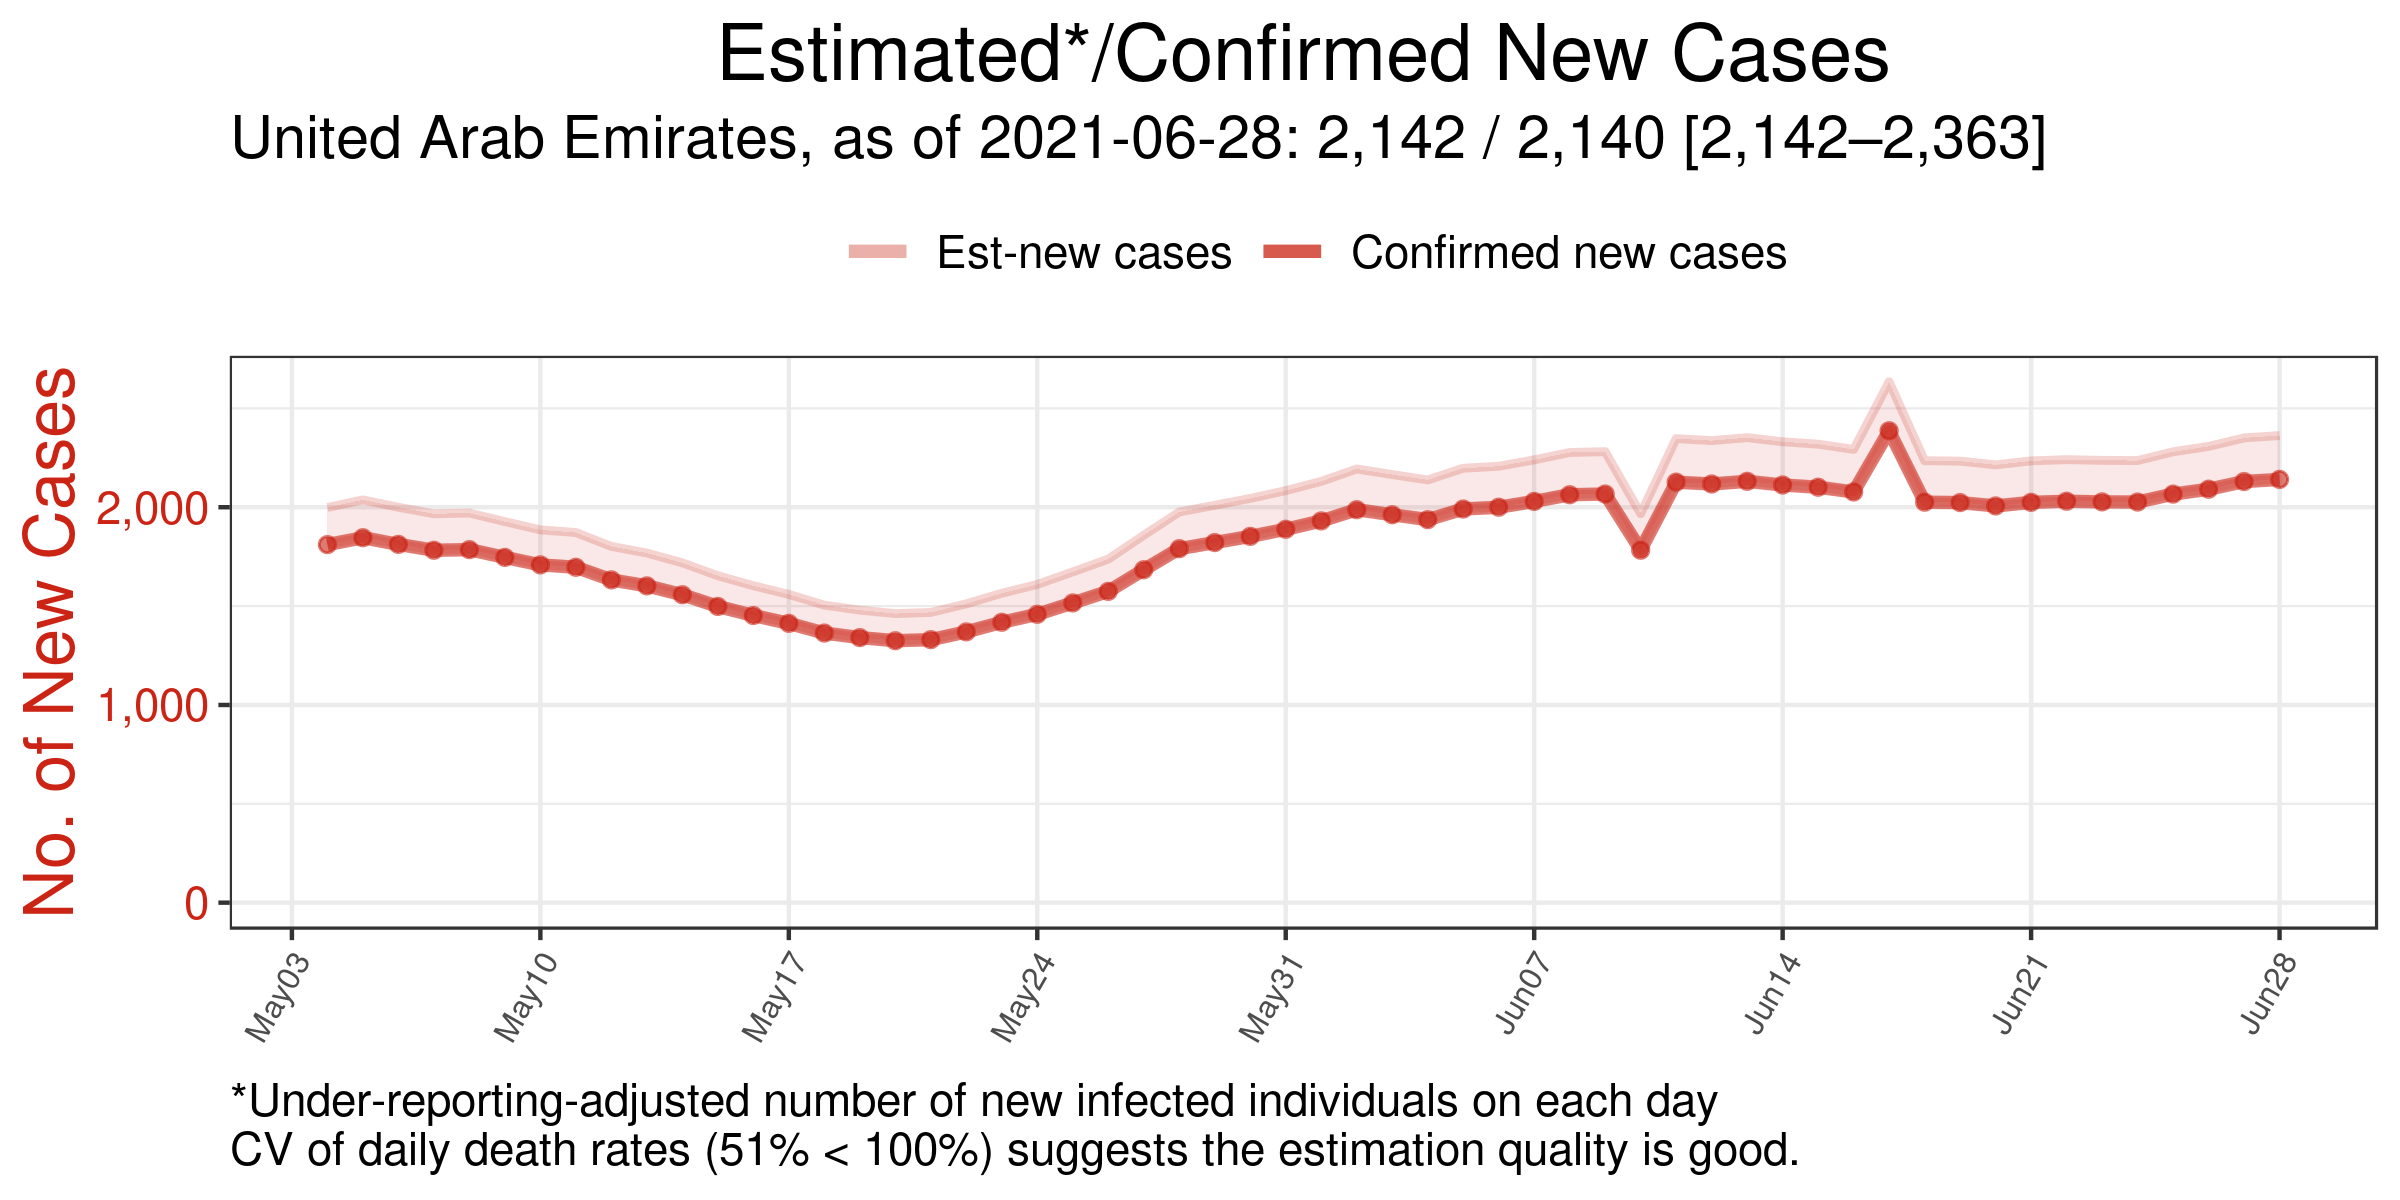 Estimated*/Confirmed New Cases
United Arab Emirates, as of 2021-06-28: 2,142 / 2,140 [2,142–2,363]
Est-new cases
Confirmed new cases
No. of New Cases
2,000
1,000
0
May03
May10
May17
May24
May31
Jun07
Jun14
Jun21
Jun28
*Under-reporting-adjusted number of new infected individuals on each day
CV of daily death rates (51% < 100%) suggests the estimation quality is good.